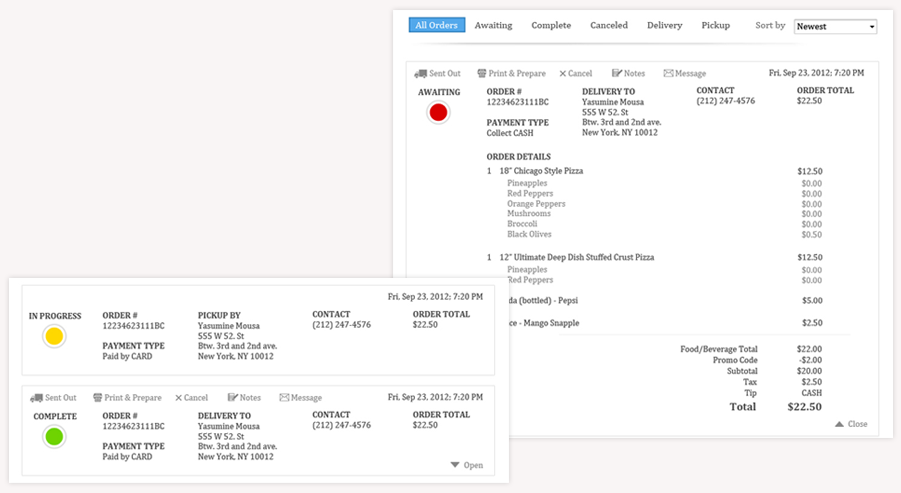 All Orders Awaiting Complete Canceled Delivery Pickup Sort by Newest
Sent Out Print & Prepare Cancel Notes Message Fri, Sep 23, 2012; 7:20 PM
AWAITING
ORDER #
12234623111BC
PAYMENT TYPE
Collect CASH
DELIVERY TO
Yasumine Mousa
555 W 52. St
Btw. 3rd and 2nd ave.
New York, NY 10012
CONTACT
(212) 247-4576
ORDER TOTAL
$22.50
ORDER DETAILS
1 18” Chicago Style Pizza $12.50
Pineapples $0.00
Red Peppers $0.00
Orange Peppers $0.00
Mushrooms $0.00
Broccoli $0.00
Black Olives $0.50
1 12” Ultimate Deep Dish Stuffed Crust Pizza $12.50
Pineapples $0.00
Red Peppers $0.00
(bottled) - Pepsi $5.00
- Mango Snapple $2.50
Food/Beverage Total $22.00
Promo Code -$2.00
Subtotal $20.00
Tax $2.50
Tip CASH
Total $22.50
Close
Fri, Sep 23, 2012; 7:20 PM
IN PROGRESS
ORDER #
12234623111BC
PAYMENT TYPE
Paid by CARD
PICKUP BY
Yasumine Mousa
555 W 52. St
Btw. 3rd and 2nd ave.
New York, NY 10012
CONTACT
(212) 247-4576
ORDER TOTAL
$22.50
Sent Out Print & Prepare Cancel Notes Message Fri, Sep 23, 2012; 7:20 PM
COMPLETE
ORDER #
12234623111BC
PAYMENT TYPE
Paid by CARD
DELIVERY TO
Yasumine Mousa
555 W 52. St
Btw. 3rd and 2nd ave.
New York, NY 10012
CONTACT
(212) 247-4576
ORDER TOTAL
$22.50
Open